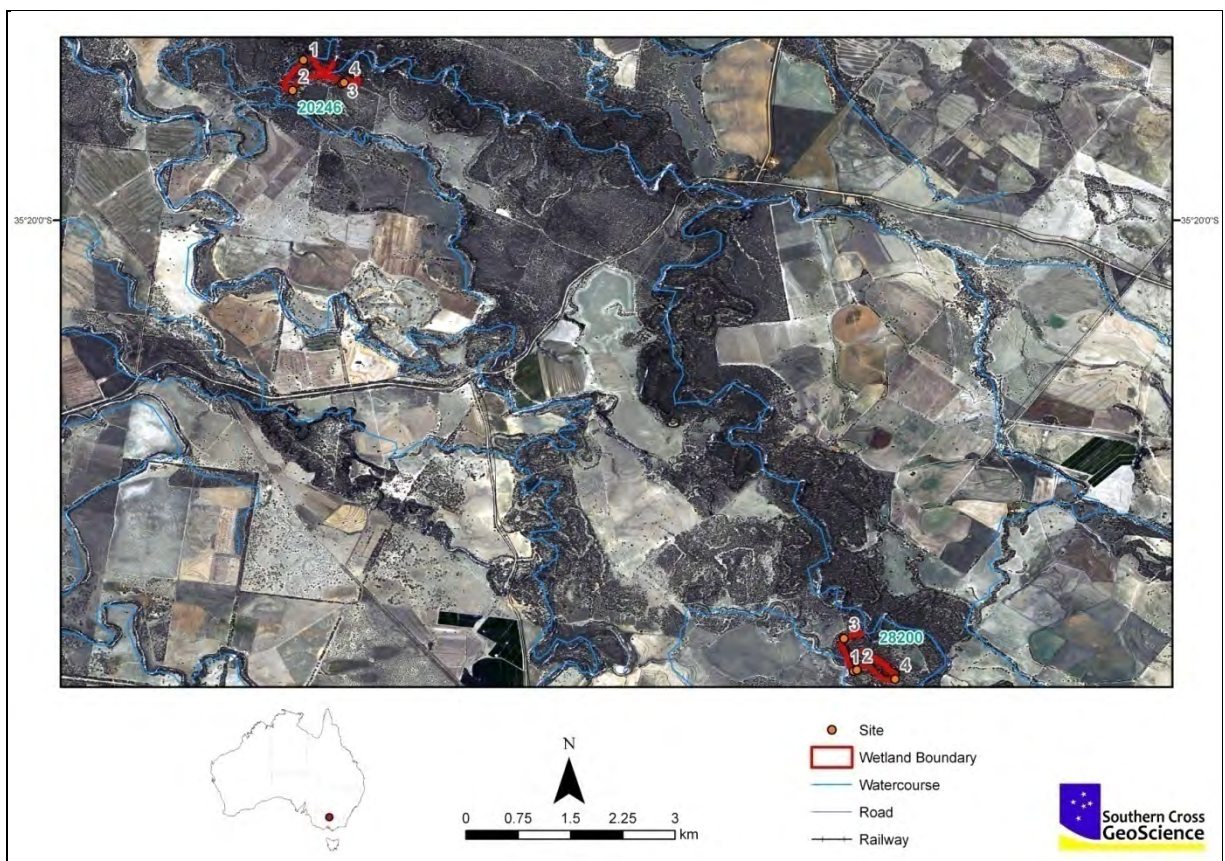 1
4
2
3
20246
35°20'0"S
35°20'0"S
3
28200
1 2
4
N
0 0.75 1.5 2.25 3
km
Site
Wetland Boundary
Watercourse
Road
Railway
Southern Cross
GeoScience